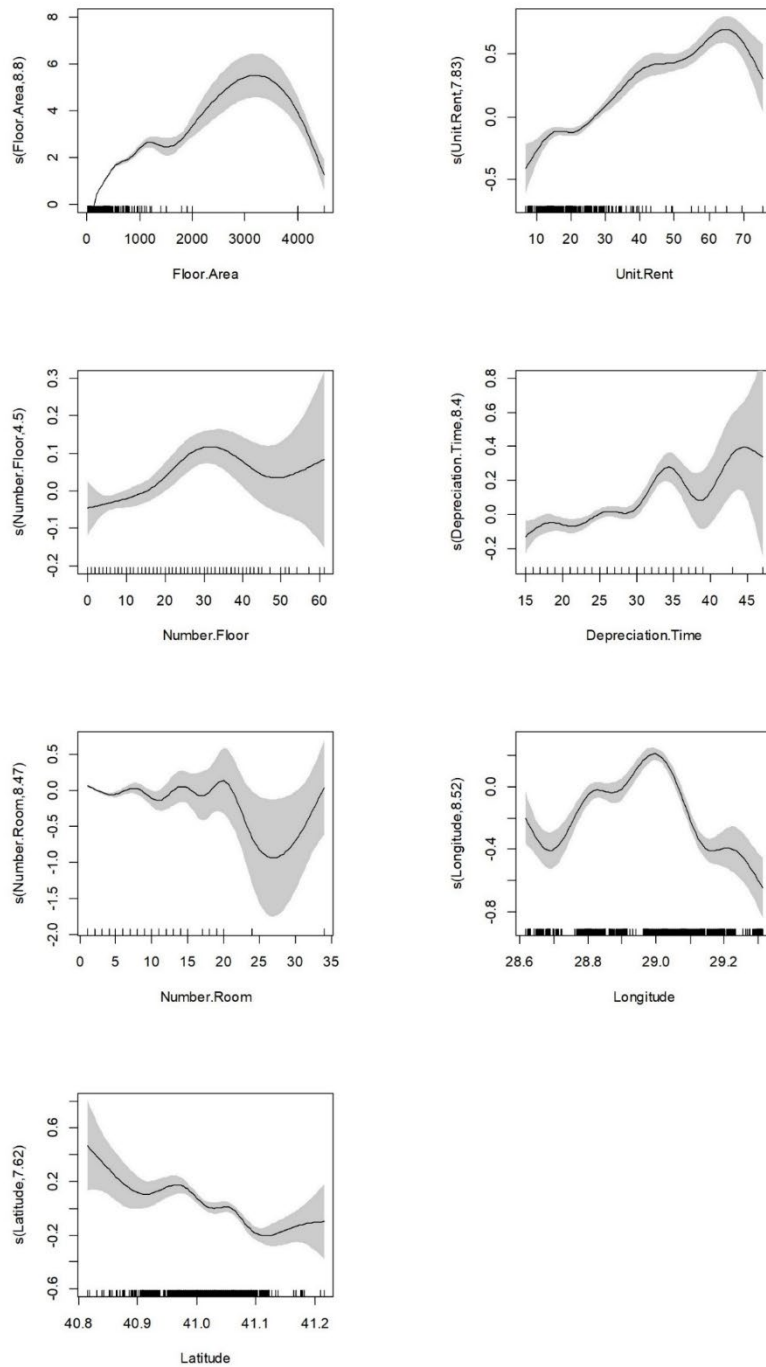 s(Floor.Area,8.8)
8
6
4
2
0
0 1000 2000 3000 4000
Floor.Area
s(Unit.Rent,7.83)
0.5
0.0
-0.5
10 20 30 40 50 60 70
Unit.Rent
s(Number.Floor,4.5)
0.3
0.2
0.1
0.0
-0.1
-0.2
0 10 20 30 40 50 60
Number.Floor
s(Depreciation.Time,8.4)
0.8
0.6
0.4
0.2
0.0
-0.2
15 20 25 30 35 40 45
Depreciation.Time
s(Number.Room,8.47)
0.5
0.0
-0.5
-1.0
-1.5
-2.0
0 5 10 15 20 25 30 35
Number.Room
s(Longitude,8.52)
0.0
-0.4
-0.8
28.6 28.8 29.0 29.2
Longitude
s(Latitude,7.62)
0.6
0.2
-0.2
-0.6
40.8 40.9 41.0 41.1 41.2
Latitude